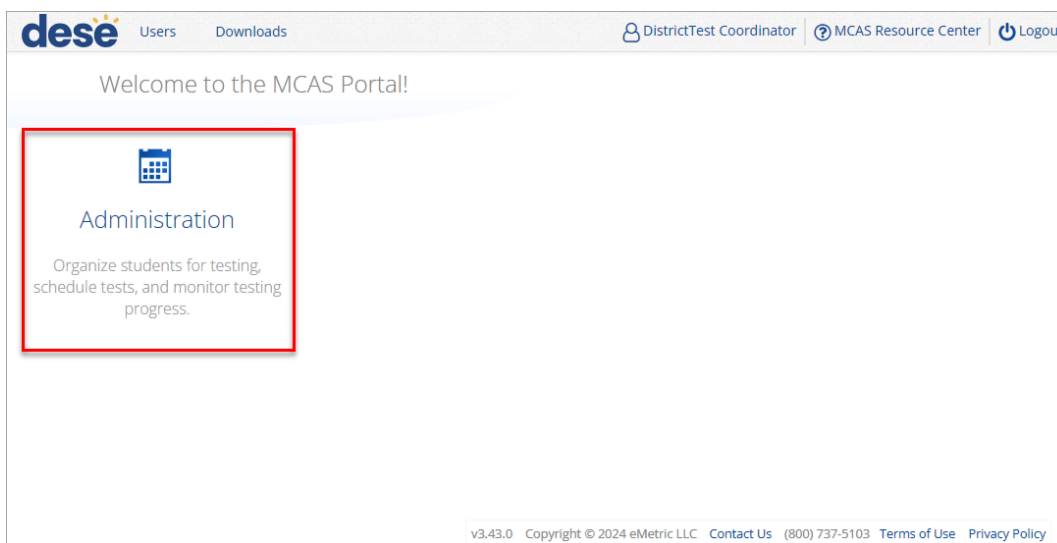 dese Users Downloads DistrictTest Coordinator MCAS Resource Center Logou
Welcome to the MCAS Portal!
Administration
Organize students for testing,
schedule tests, and monitor testing
progress.
v3.43.0 Copyright © 2024 eMetric LLC Contact Us (800) 737-5103 Terms of Use Privacy Policy